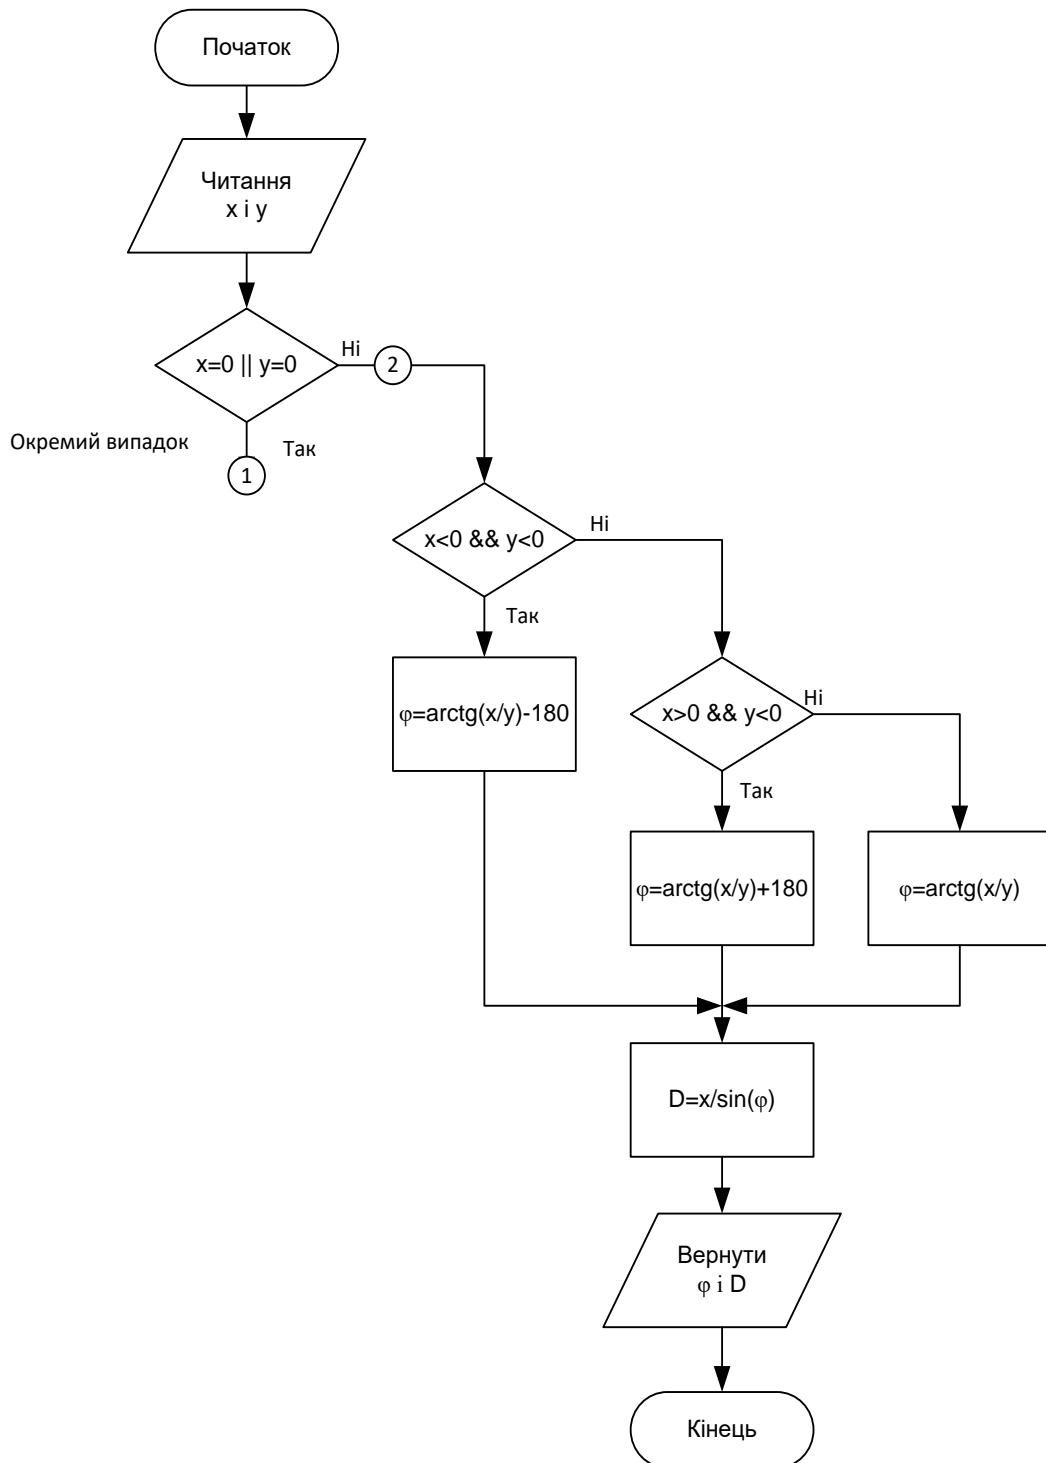 Початок
Читання
x і y
x=0 || y=0
Ні
2
Окремий випадок
Так
1
x<0 && y<0
Ні
Так
φ=arctg(x/y)-180
x>0 && y<0
Ні
Так
φ=arctg(x/y)+180
φ=arctg(x/y)
D=x/sin(φ)
Вернути
φ і D
Кінець